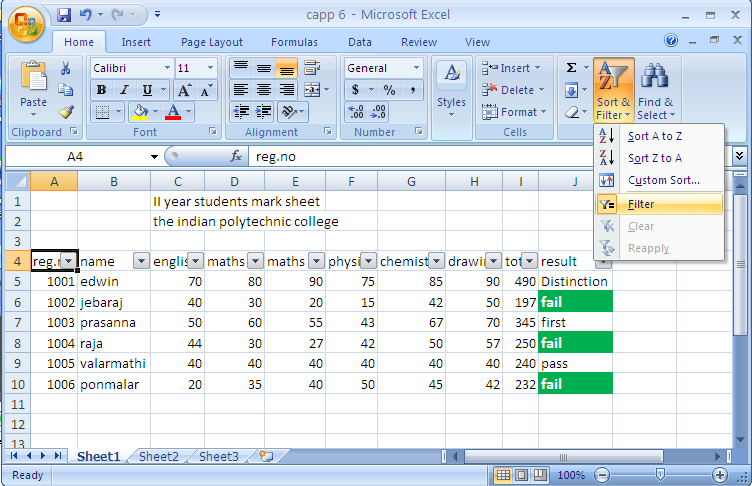 capp 6 - Microsoft Excel
Home Insert Page Layout Formulas Data Review View
Calibri 11 General Insert Σ
Paste B I U A A $ % , Styles Delete Sort & Filter Find & Select
Format
Clipboard Font Alignment Number Cells
Sort A to Z
Sort Z to A
Custom Sort...
Filter
Clear
Reapply
A4 fx reg.no
A B C D E F G H I J
1 II year students mark sheet
2 the indian polytechnic college
3
4 reg.n name englis maths maths physi chemist drawin tot result
5 1001 edwin 70 80 90 75 85 90 490 Distinction
6 1002 jebaraj 40 30 20 15 42 50 197 fail
7 1003 prasanna 50 60 55 43 67 70 345 first
8 1004 raja 44 30 27 42 50 57 250 fail
9 1005 valarmathi 40 40 40 40 40 40 240 pass
10 1006 ponmalar 20 35 40 50 45 42 232 fail
11
12
13
Sheet1 Sheet2 Sheet3
Ready 100%